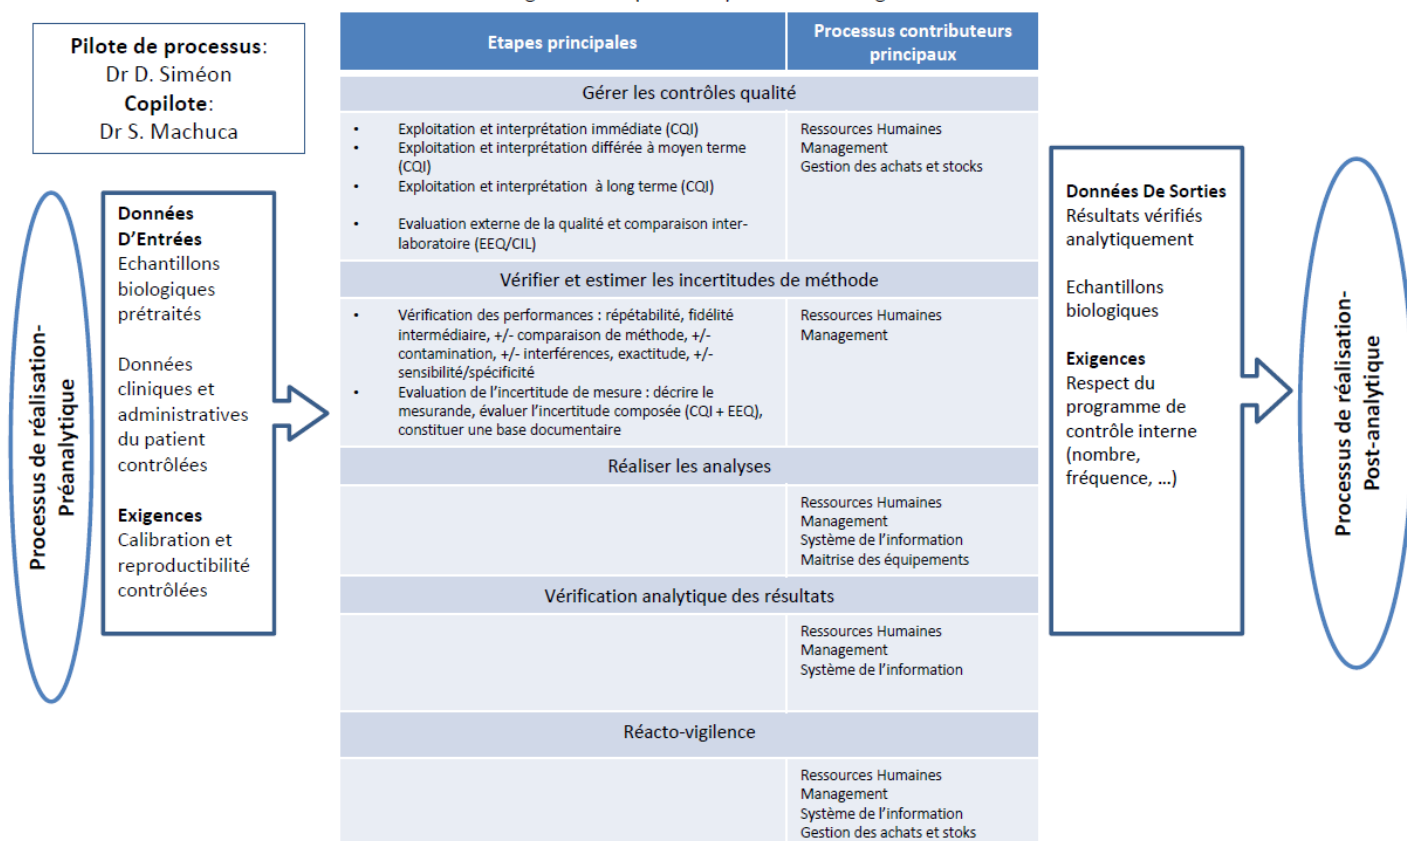 Pilote de processus:
Dr D. Siméon
Copilote:
Dr S. Machuca
Processus de réalisation-
Préanalytique
Données
D’Entrées
Echantillons
biologiques
prétraités
Données
cliniques et
administratives
du patient
contrôlées
Exigences
Calibration et
reproductibilité
contrôlées
Etapes principales
Processus contributeurs
principaux
Gérer les contrôles qualité
• Exploitation et interprétation immédiate (CQI)
• Exploitation et interprétation différée à moyen terme
(CQI)
• Exploitation et interprétation à long terme (CQI)
• Evaluation externe de la qualité et comparaison inter-
laboratoire (EEQ/CIL)
Ressources Humaines
Management
Gestion des achats et stocks
Vérifier et estimer les incertitudes de méthode
• Vérification des performances : répétabilité, fidélité
intermédiaire, +/- comparaison de méthode, +/-
contamination, +/- interférences, exactitude, +/-
sensibilité/spécificité
• Evaluation de l’incertitude de mesure : décrire le
mesurande, évaluer l’incertitude composée (CQI + EEQ),
constituer une base documentaire
Ressources Humaines
Management
Réaliser les analyses
Ressources Humaines
Management
Système de l’information
Maitrise des équipements
Vérification analytique des résultats
Ressources Humaines
Management
Système de l’information
Réacto-vigilence
Ressources Humaines
Management
Système de l’information
Gestion des achats et stoks
Données De Sorties
Résultats vérifiés
analytiquement
Echantillons
biologiques
Exigences
Respect du
programme de
contrôle interne
(nombre,
fréquence, …)
Processus de réalisation-
Post-analytique